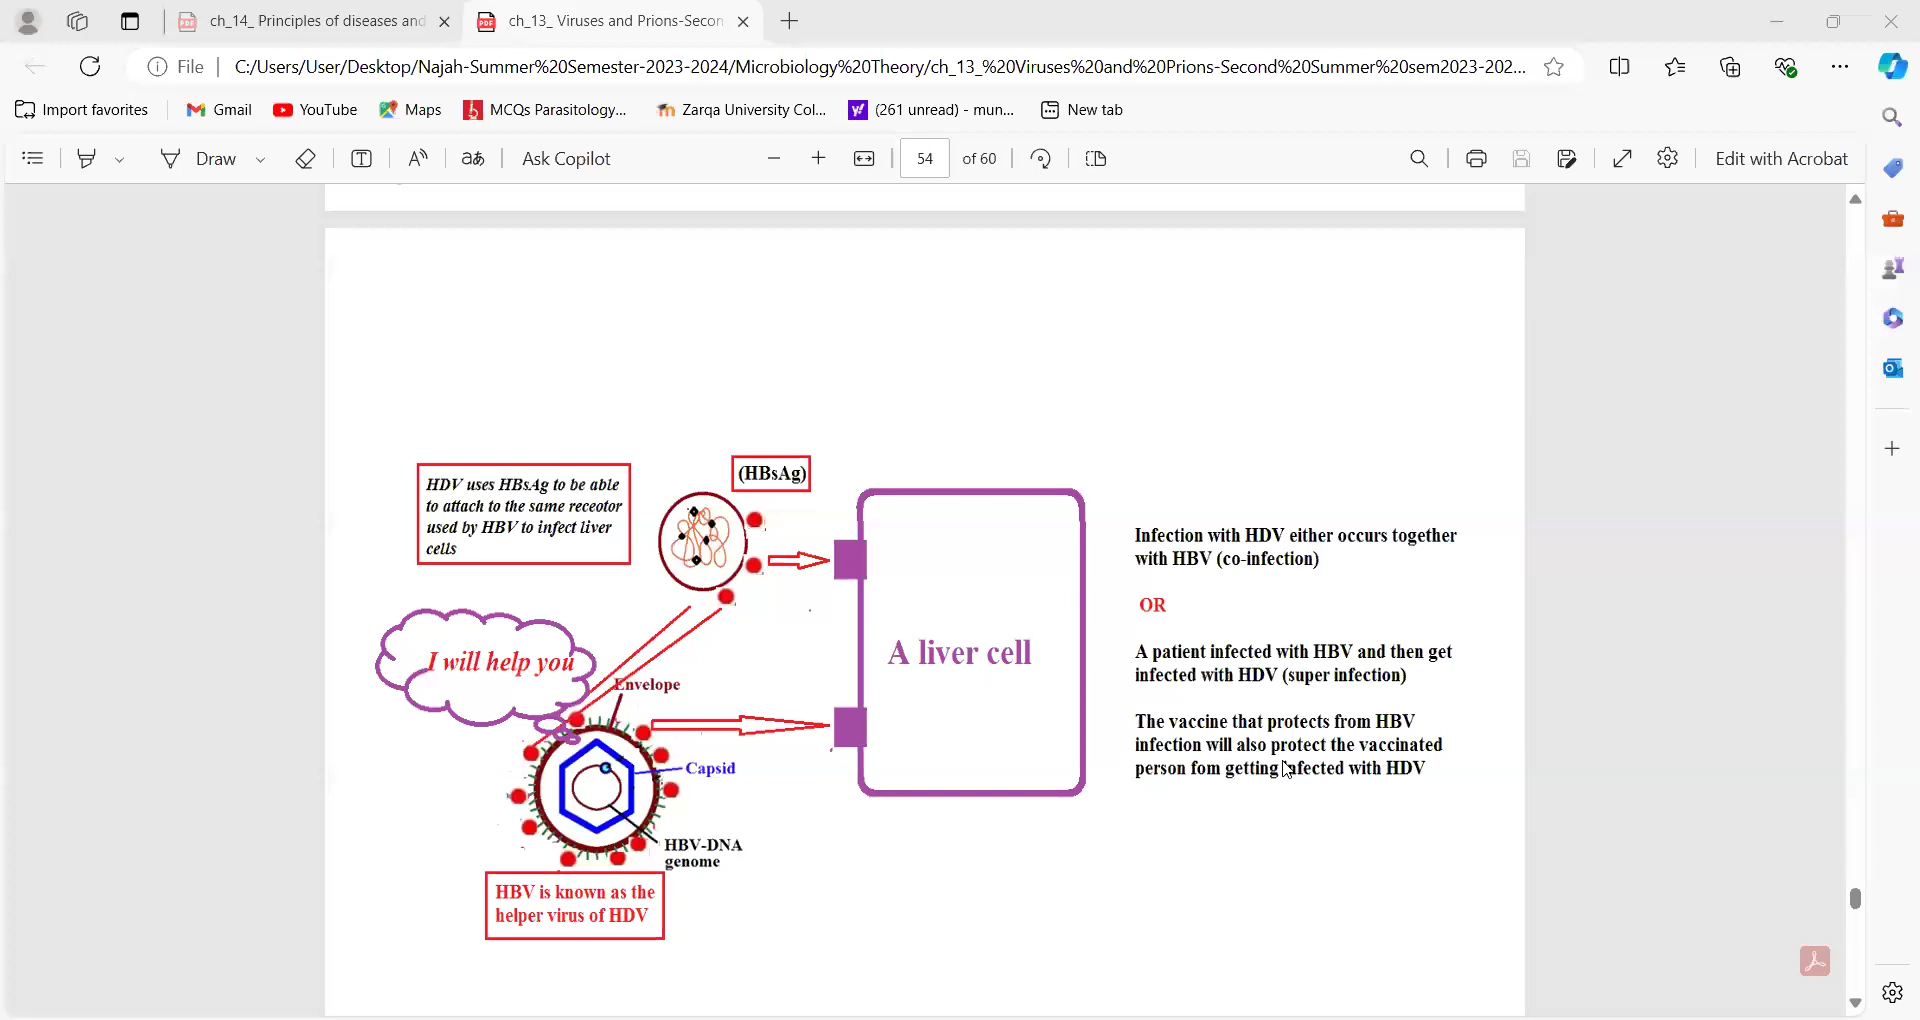 ch_14_ Principles of diseases and
ch_13_ Viruses and Prions-Secon
File
C:/Users/User/Desktop/Najah-Summer%20Semester-2023-2024/Microbiology%20Theory/ch_13_%20Viruses%20and%20Prions-Second%20Summer%20sem2023-202...
Import favorites
Gmail
YouTube
Maps
MCQs Parasitology...
Zarqa University Col...
(261 unread) - mun...
New tab
Draw
Ask Copilot
54 of 60
Edit with Acrobat
(HBsAg)
HDV uses HBsAg to be able
to attach to the same receotor
used by HBV to infect liver
cells
I will help you
Envelope
Capsid
HBV-DNA
genome
HBV is known as the
helper virus of HDV
A liver cell
Infection with HDV either occurs together
with HBV (co-infection)
OR
A patient infected with HBV and then get
infected with HDV (super infection)
The vaccine that protects from HBV
infection will also protect the vaccinated
person fom getting infected with HDV